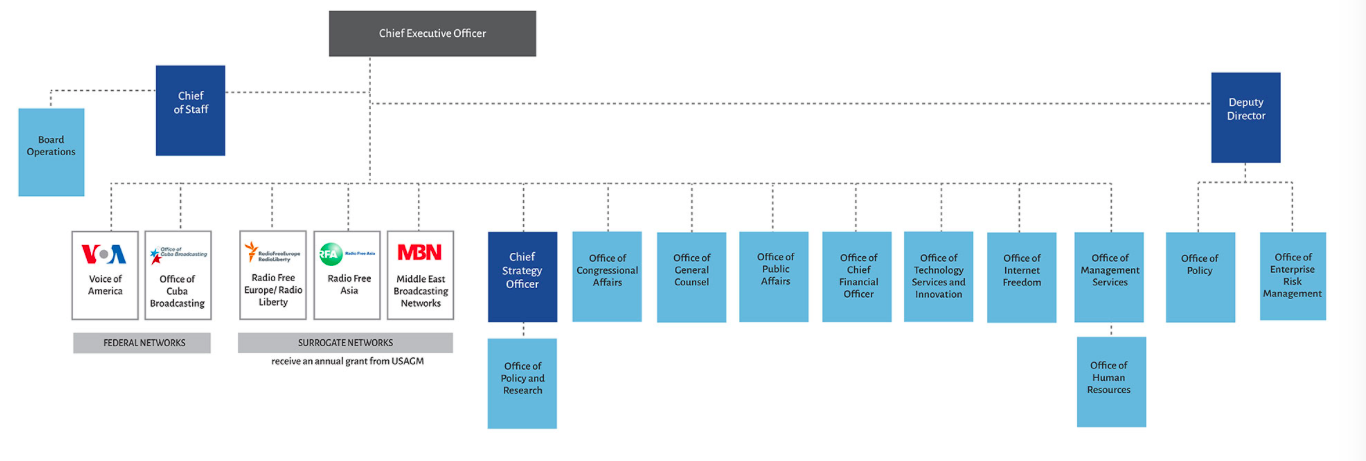 Chief Executive Officer
Chief
of Staff
Deputy
Director
Board
Operations
VOA
Voice of
America
Office of
Cuba Broadcasting
Office of
Cuba
Broadcasting
RadioFreeEurope
RadioLiberty
Radio Free
Europe/ Radio
Liberty
RFA
Radio Free Asia
Radio Free
Asia
MBN
Middle East
Broadcasting
Networks
Chief
Strategy
Officer
Office of
Congressional
Affairs
Office of
General
Counsel
Office of
Public
Affairs
Office of
Chief
Financial
Officer
Office of
Technology
Services and
Innovation
Office of
Internet
Freedom
Office of
Management
Services
Office of
Policy
Office of
Enterprise
Risk
Management
FEDERAL NETWORKS
SURROGATE NETWORKS
receive an annual grant from USAGM
Office of
Policy and
Research
Office of
Human
Resources